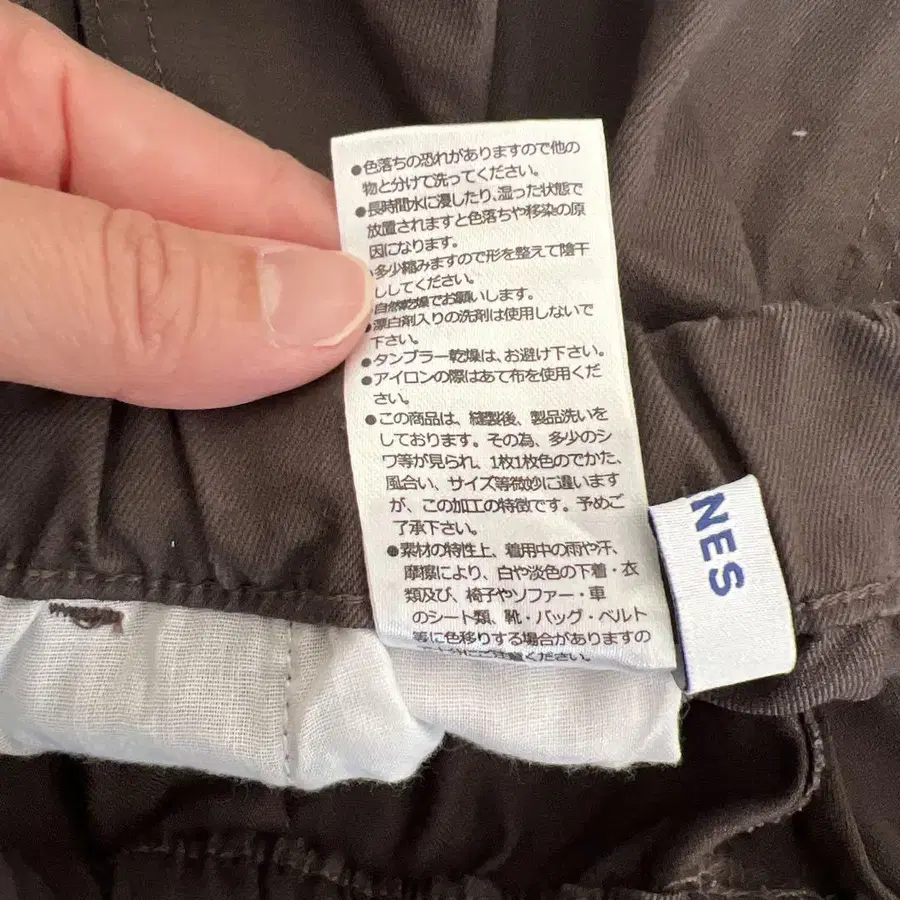 ●色落ちの恐れがありますので他の
物と分けて洗ってください。
●長時間水に浸したり、湿った状態で
放置されますと色落ちや移染の原
因になります。
多少縮みますので形を整えて陰干
ししてください。
自然乾燥でお願いします。
●漂白剤入りの洗剤は使用しないで
下さい。
●タンブラー乾燥は、お避け下さい。
●アイロンの際はあて布を使用くだ
さい。
●この商品は、縫製後、製品洗いを
しております。その為、多少のシ
ワ等が見られ、1枚1枚色のでかた、
風合い、サイズ等微妙に違います
が、この加工の特徴です。予めご
了承下さい。
●素材の特性上、着用中の雨や汗、
摩擦により、白や淡色の下着・衣
類及び、椅子やソファー・車
のシート類、靴・バッグ・ベルト
等に色移りする場合がありますの
ください。
NES